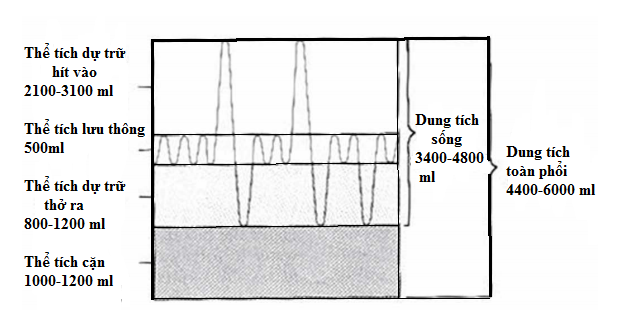 Thể tích dự trữ
hít vào
2100-3100 ml
Thể tích lưu thông
500ml
Thể tích dự trữ
thở ra
800-1200 ml
Thể tích cặn
1000-1200 ml
Dung tích
sống
3400-4800
ml
Dung tích
toàn phổi
4400-6000 ml